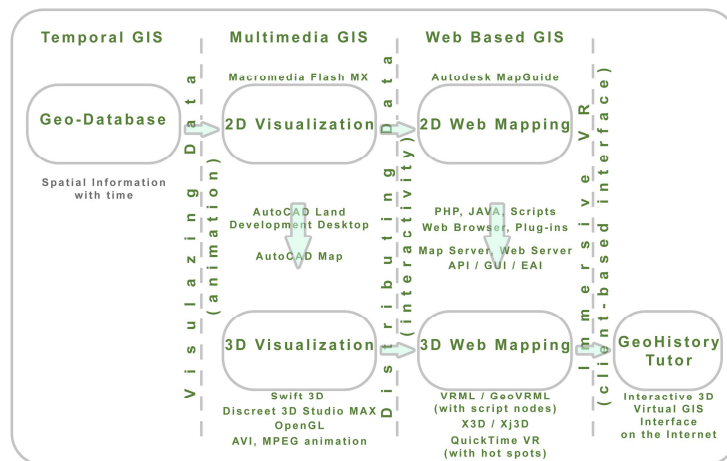 Temporal GIS
Multimedia GIS
Web Based GIS
Macromedia Flash MX
Autodesk MapGuide
Geo-Database
2D Visualization
2D Web Mapping
Spatial Information
with time
AutoCAD Land
Development Desktop
AutoCAD Map
PHP, JAVA, Scripts
Web Browser, Plug-ins
Map Server, Web Server
API / GUI / EAI
Visulazing Data
(animation)
Distributing Data
(interactivity)
Immersive VR
(client-based interface)
3D Visualization
3D Web Mapping
GeoHistory
Tutor
Swift 3D
Discreet 3D Studio MAX
OpenGL
AVI, MPEG animation
VRML / GeoVRML
(with script nodes)
X3D / Xj3D
QuickTime VR
(with hot spots)
Interactive 3D
Virtual GIS
Interface
on the Internet